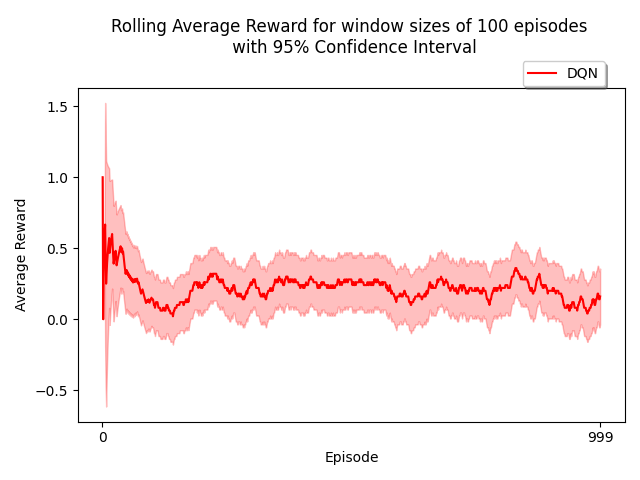 Rolling Average Reward for window sizes of 100 episodes
with 95% Confidence Interval
DQN
1.5
1.0
0.5
0.0
−0.5
Average Reward
0
999
Episode